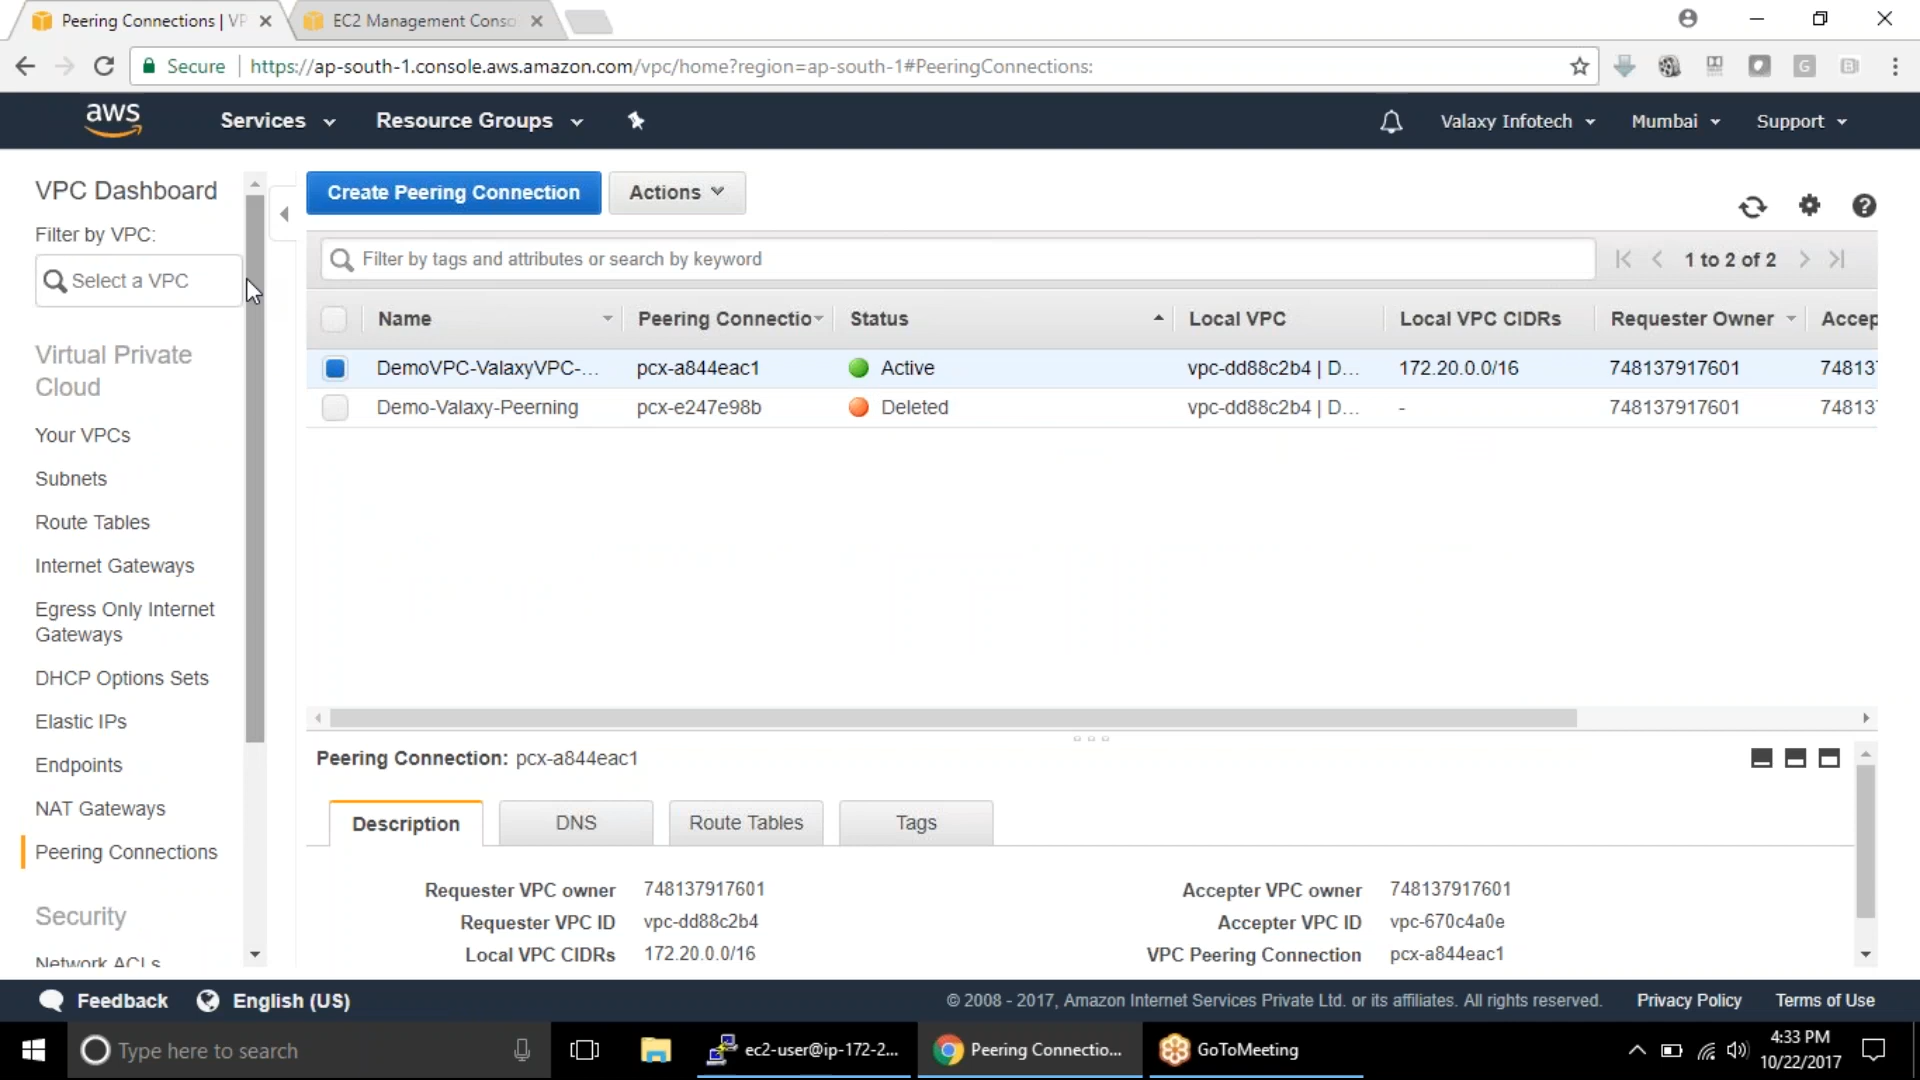 Peering Connections | VP
EC2 Management Conso
Secure
https://ap-south-1.console.aws.amazon.com/vpc/home?region=ap-south-1#PeeringConnections:
aws
Services
Resource Groups
Valaxy Infotech
Mumbai
Support
VPC Dashboard
Filter by VPC:
Select a VPC
Virtual Private
Cloud
Your VPCs
Subnets
Route Tables
Internet Gateways
Egress Only Internet
Gateways
DHCP Options Sets
Elastic IPs
Endpoints
NAT Gateways
Peering Connections
Security
Network ACLs
Create Peering Connection
Actions
Filter by tags and attributes or search by keyword
1 to 2 of 2
Name Peering Connectio Status Local VPC Local VPC CIDRs Requester Owner Accep
DemoVPC-ValaxyVPC-... pcx-a844eac1 Active vpc-dd88c2b4 | D... 172.20.0.0/16 748137917601 74813
Demo-Valaxy-Peerning pcx-e247e98b Deleted vpc-dd88c2b4 | D... - 748137917601 74813
Peering Connection: pcx-a844eac1
Description DNS Route Tables Tags
Requester VPC owner 748137917601 Accepter VPC owner 748137917601
Requester VPC ID vpc-dd88c2b4 Accepter VPC ID vpc-670c4a0e
Local VPC CIDRs 172.20.0.0/16 VPC Peering Connection pcx-a844eac1
Feedback
English (US)
© 2008 - 2017, Amazon Internet Services Private Ltd. or its affiliates. All rights reserved.
Privacy Policy
Terms of Use
Type here to search
ec2-user@ip-172-2...
Peering Connectio...
GoToMeeting
4:33 PM
10/22/2017